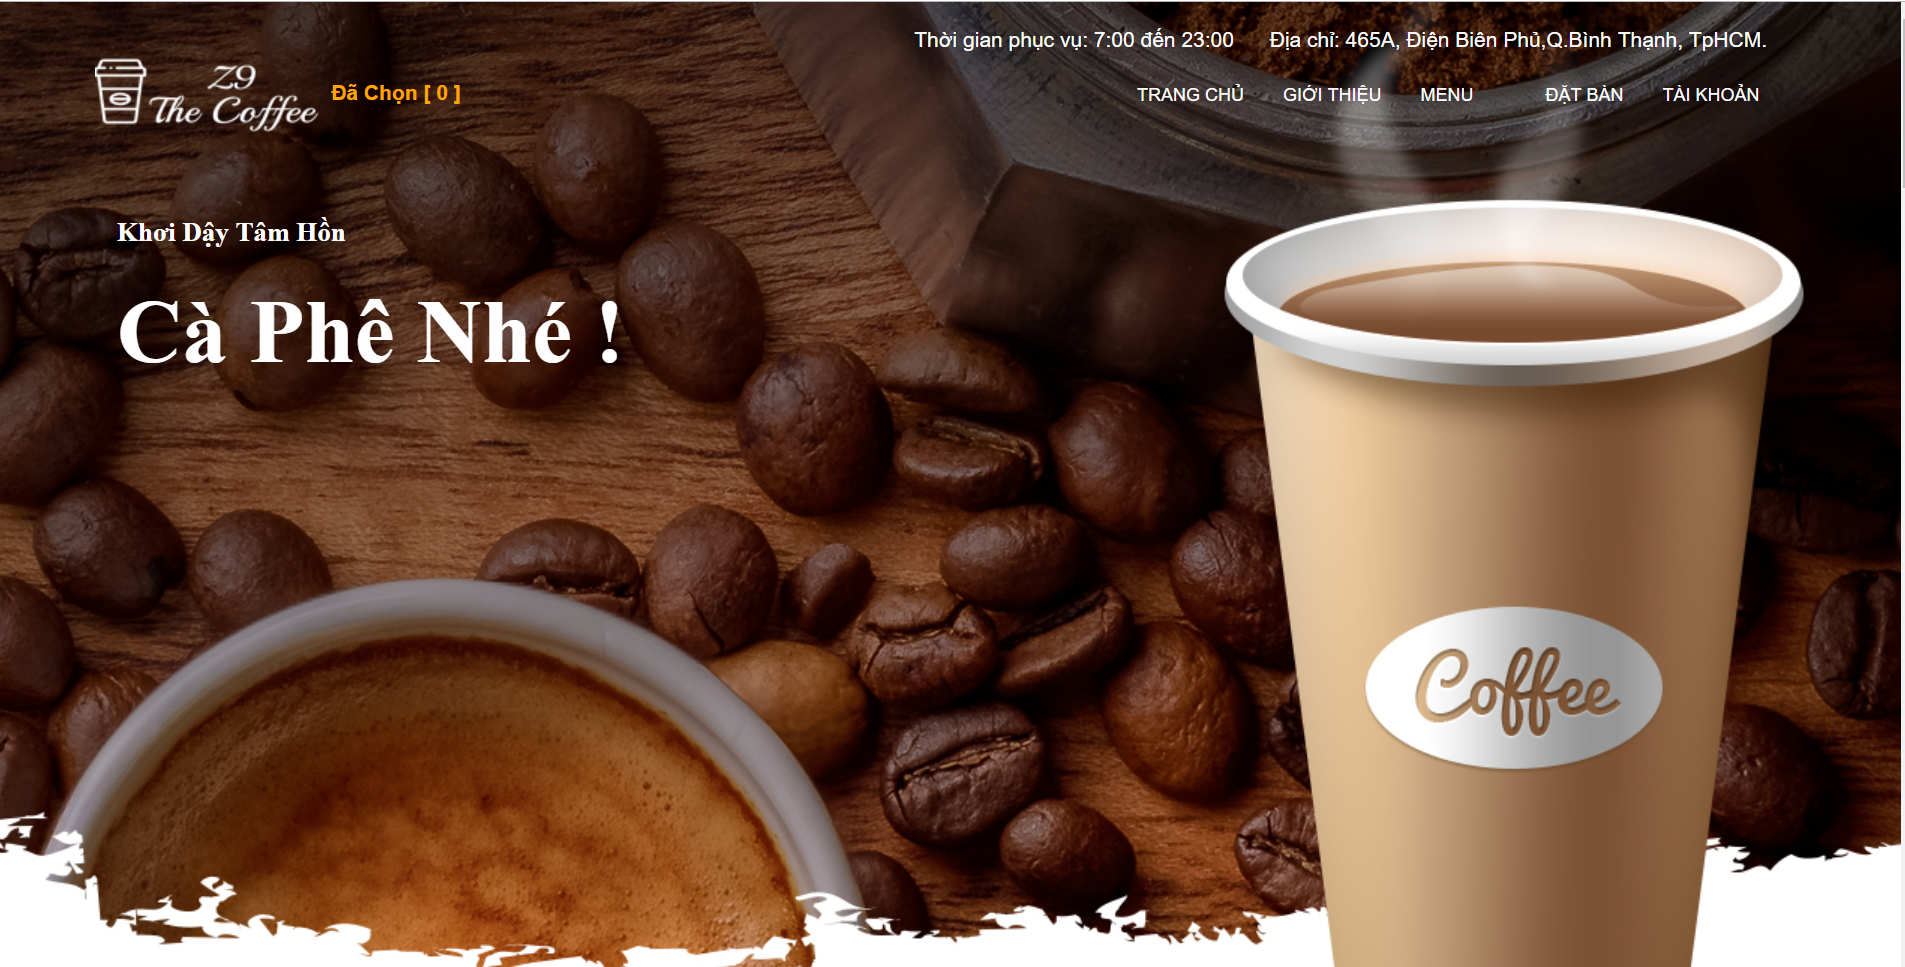 Thời gian phục vụ: 7:00 đến 23:00 Địa chỉ: 465A, Điện Biên Phủ,Q.Bình Thạnh, TpHCM.
Z9
The Coffee
Đã Chọn [ 0 ]
TRANG CHỦ GIỚI THIỆU MENU ĐẶT BÀN TÀI KHOẢN
Khơi Dậy Tâm Hồn
Cà Phê Nhé !
Coffee